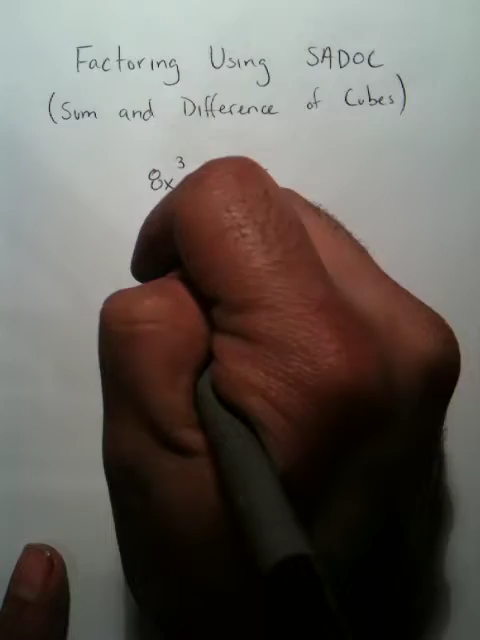 Factoring Using SADOC
(Sum and Difference of Cubes)
8x³